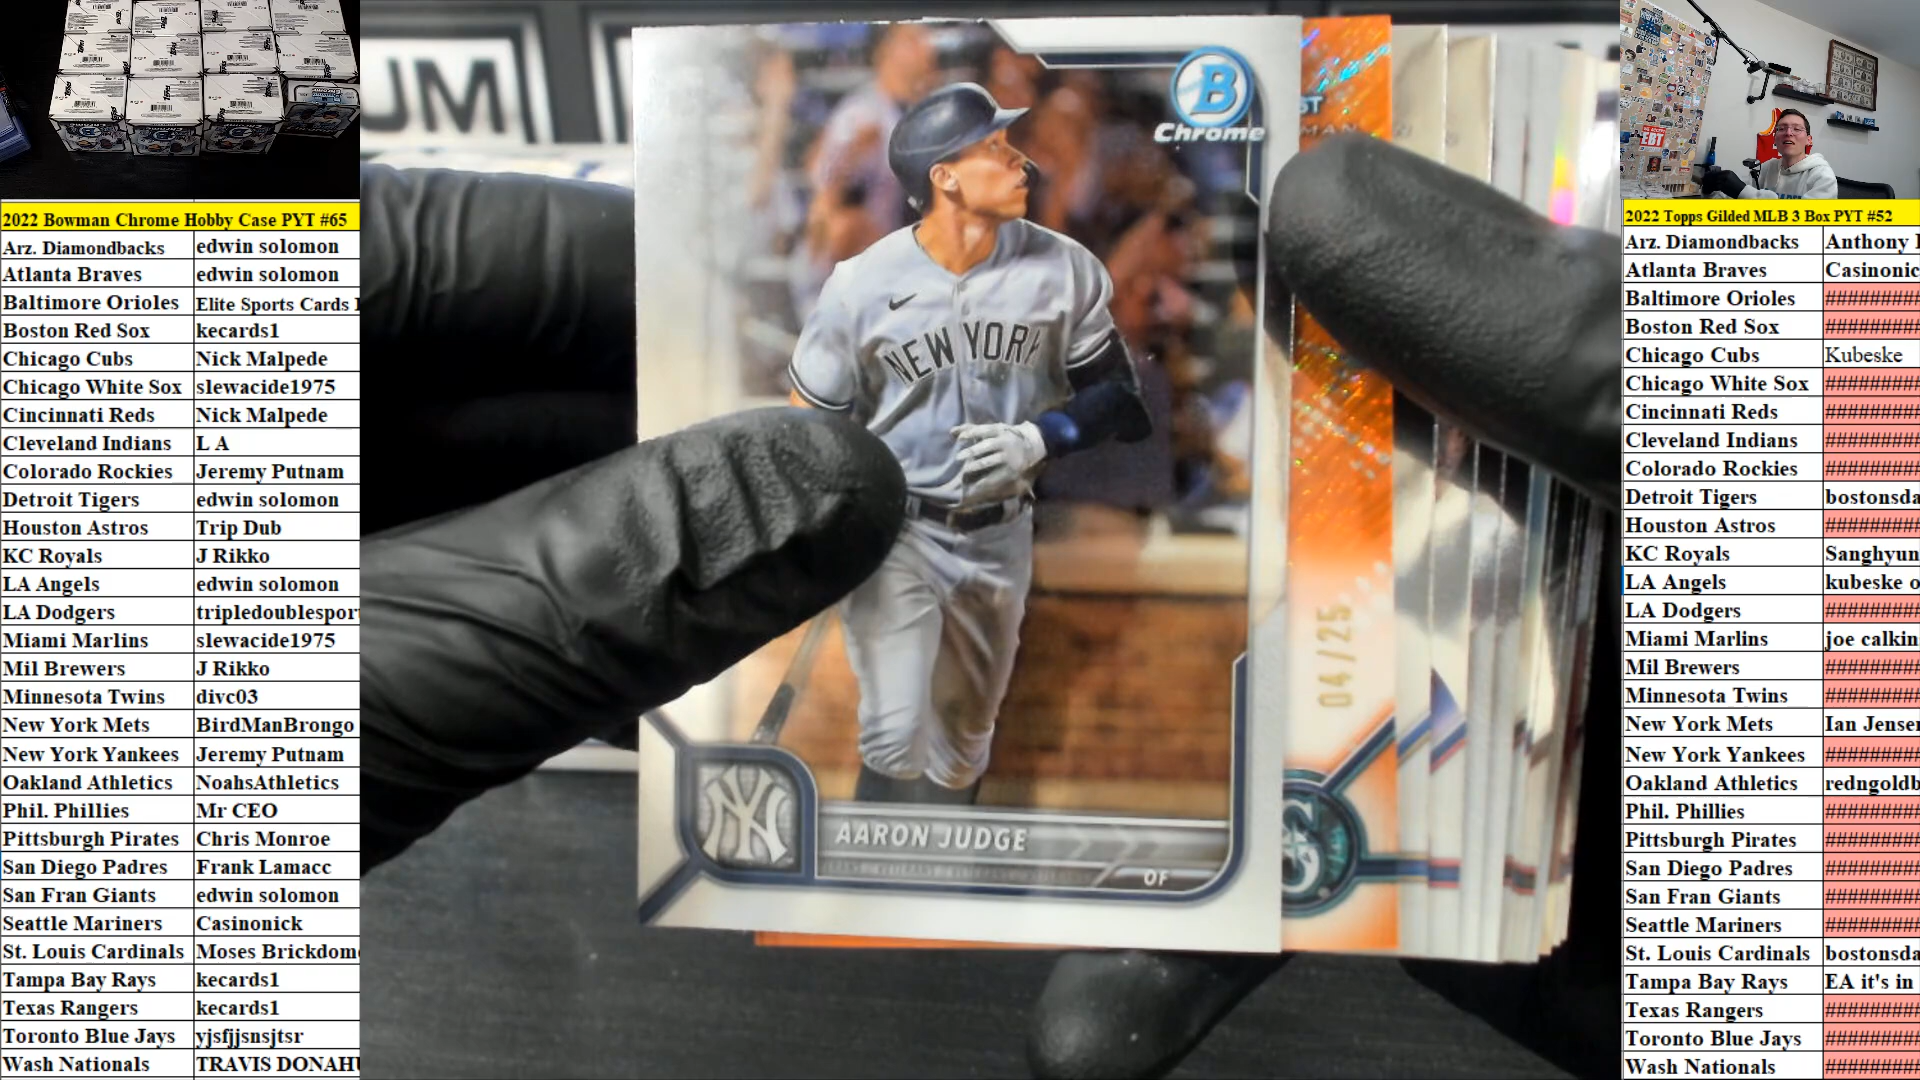 2022 Bowman Chrome Hobby Case PYT #65
Arz. Diamondbacks edwin solomon
Atlanta Braves edwin solomon
Baltimore Orioles Elite Sports Cards
Boston Red Sox kecards1
Chicago Cubs Nick Malpede
Chicago White Sox slewacide1975
Cincinnati Reds Nick Malpede
Cleveland Indians L A
Colorado Rockies Jeremy Putnam
Detroit Tigers edwin solomon
Houston Astros Trip Dub
KC Royals J Rikko
LA Angels edwin solomon
LA Dodgers tripledoublespor
Miami Marlins slewacide1975
Mil Brewers J Rikko
Minnesota Twins divc03
New York Mets BirdManBrongo
New York Yankees Jeremy Putnam
Oakland Athletics NoahsAthletics
Phil. Phillies Mr CEO
Pittsburgh Pirates Chris Monroe
San Diego Padres Frank Lamacc
San Fran Giants edwin solomon
Seattle Mariners Casinonick
St. Louis Cardinals Moses Brickdom
Tampa Bay Rays kecards1
Texas Rangers kecards1
Toronto Blue Jays yjsfjjsnsjtsr
Wash Nationals TRAVIS DONAH
UM
B
Chrome
ST
MAN
NEW YORK
04/25
NY
AARON JUDGE
OF
S
EBT
2022 Topps Gilded MLB 3 Box PYT #52
Arz. Diamondbacks Anthony
Atlanta Braves Casinonic
Baltimore Orioles #########
Boston Red Sox #########
Chicago Cubs Kubeske
Chicago White Sox #########
Cincinnati Reds #########
Cleveland Indians #########
Colorado Rockies #########
Detroit Tigers bostonsda
Houston Astros #########
KC Royals Sanghyun
LA Angels kubeske o
LA Dodgers #########
Miami Marlins joe calkin
Mil Brewers #########
Minnesota Twins #########
New York Mets Ian Jensen
New York Yankees #########
Oakland Athletics redngoldb
Phil. Phillies #########
Pittsburgh Pirates #########
San Diego Padres #########
San Fran Giants #########
Seattle Mariners #########
St. Louis Cardinals bostonsda
Tampa Bay Rays EA it's in
Texas Rangers #########
Toronto Blue Jays #########
Wash Nationals #########